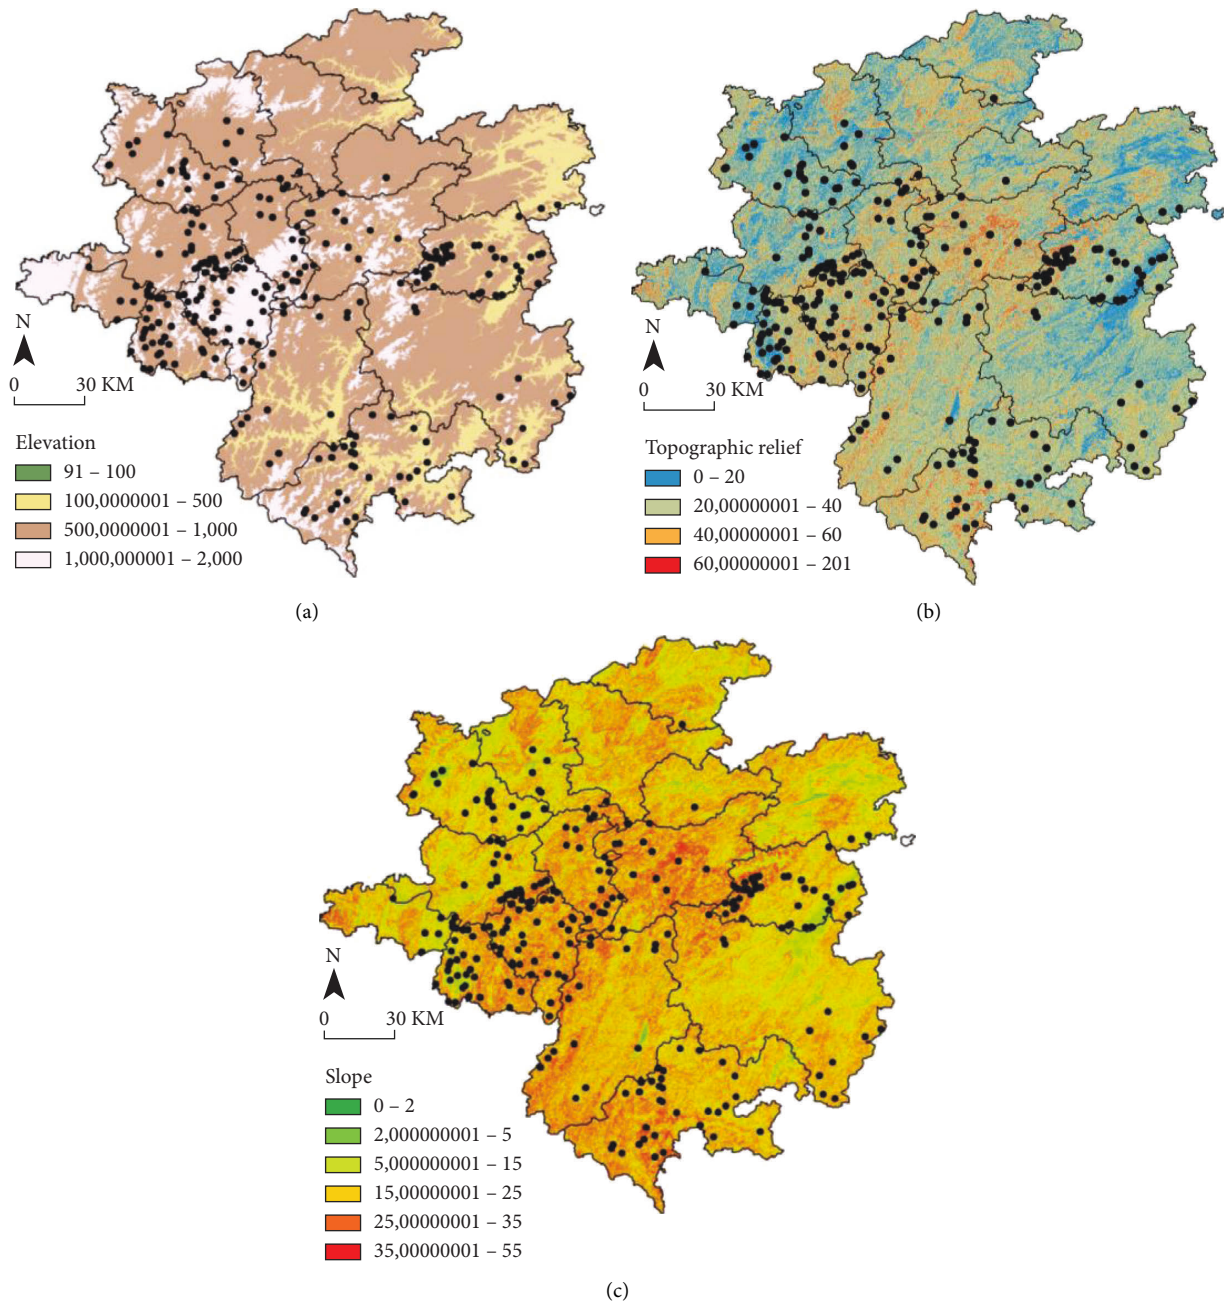 N
0 30 KM
Elevation
91 – 100
100,0000001 – 500
500,0000001 – 1,000
1,000,000001 – 2,000
(a)
N
0 30 KM
Topographic relief
0 – 20
20,00000001 – 40
40,00000001 – 60
60,00000001 – 201
(b)
N
0 30 KM
Slope
0 – 2
2,000000001 – 5
5,000000001 – 15
15,00000001 – 25
25,00000001 – 35
35,00000001 – 55
(c)